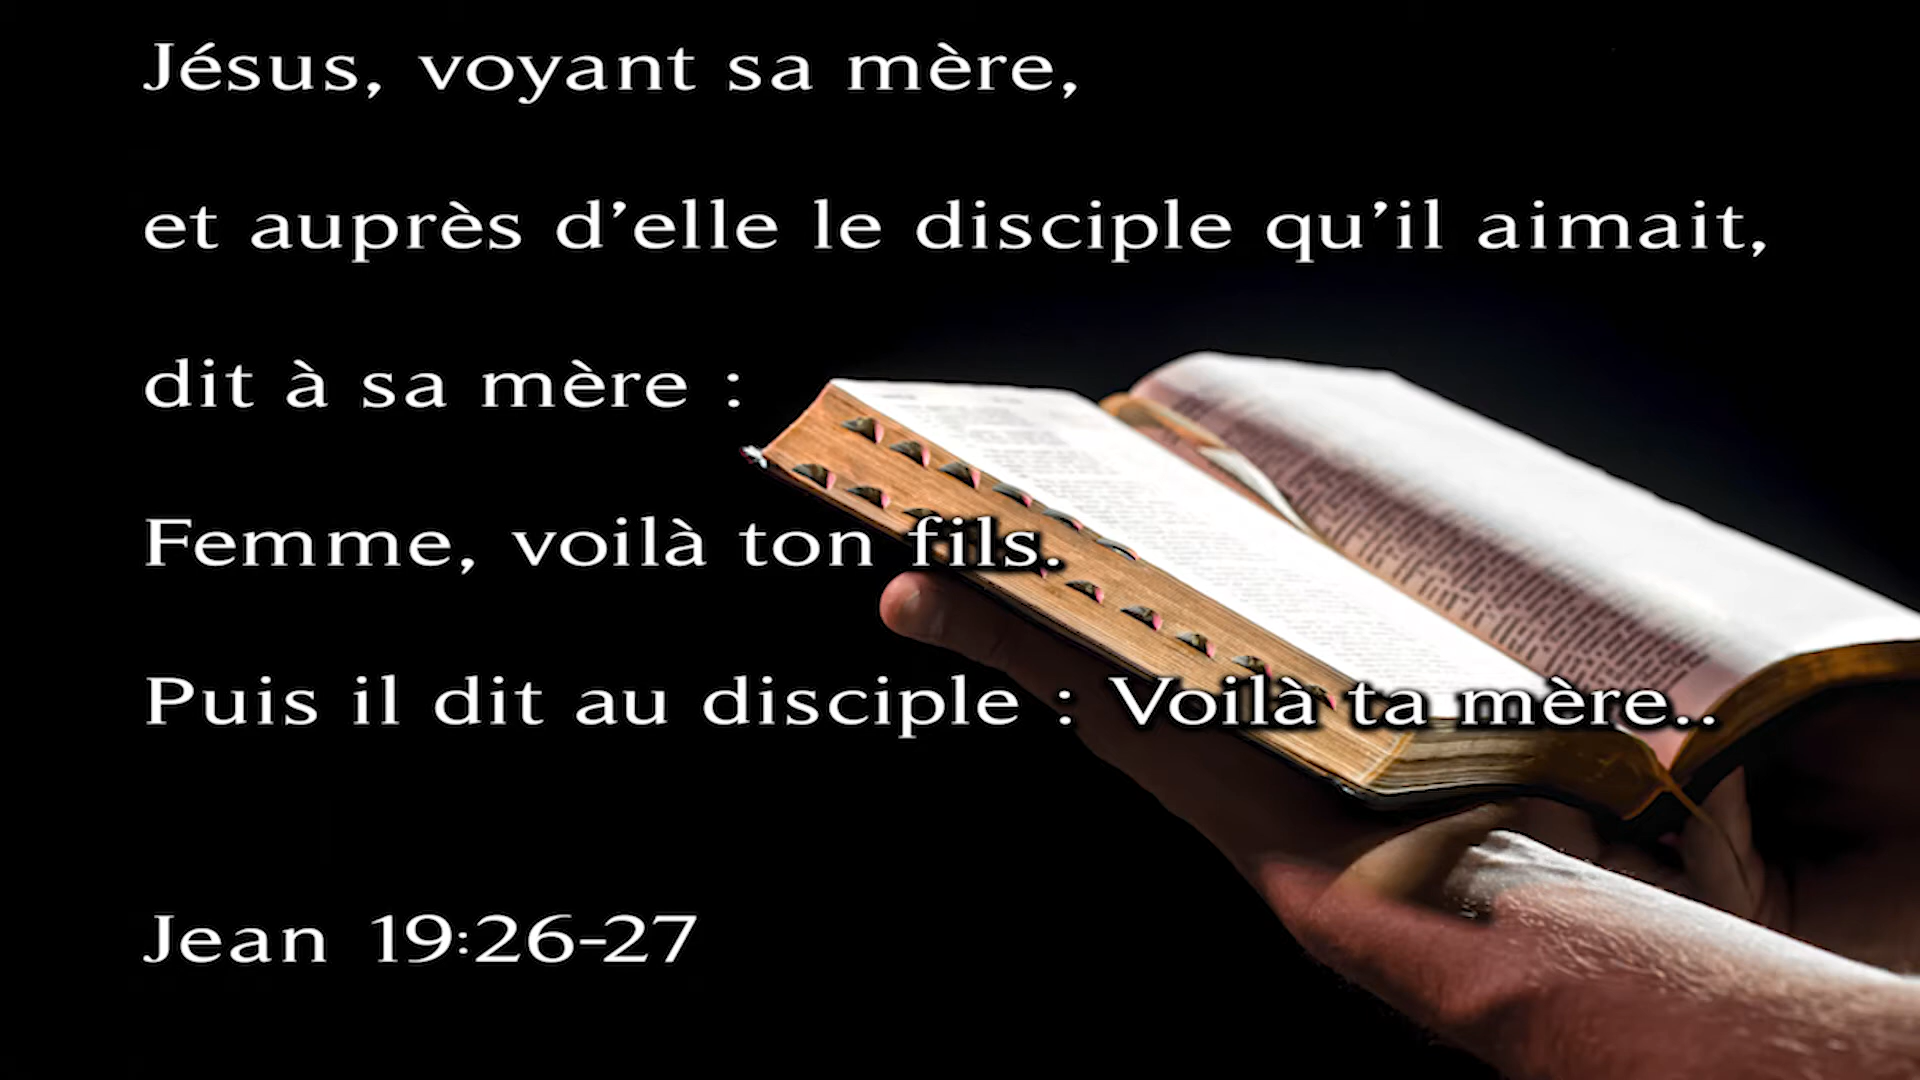 Jésus, voyant sa mère,
et auprès d’elle le disciple qu’il aimait,
dit à sa mère :
Femme, voilà ton fils.
Puis il dit au disciple : Voilà ta mère..
Jean 19:26-27